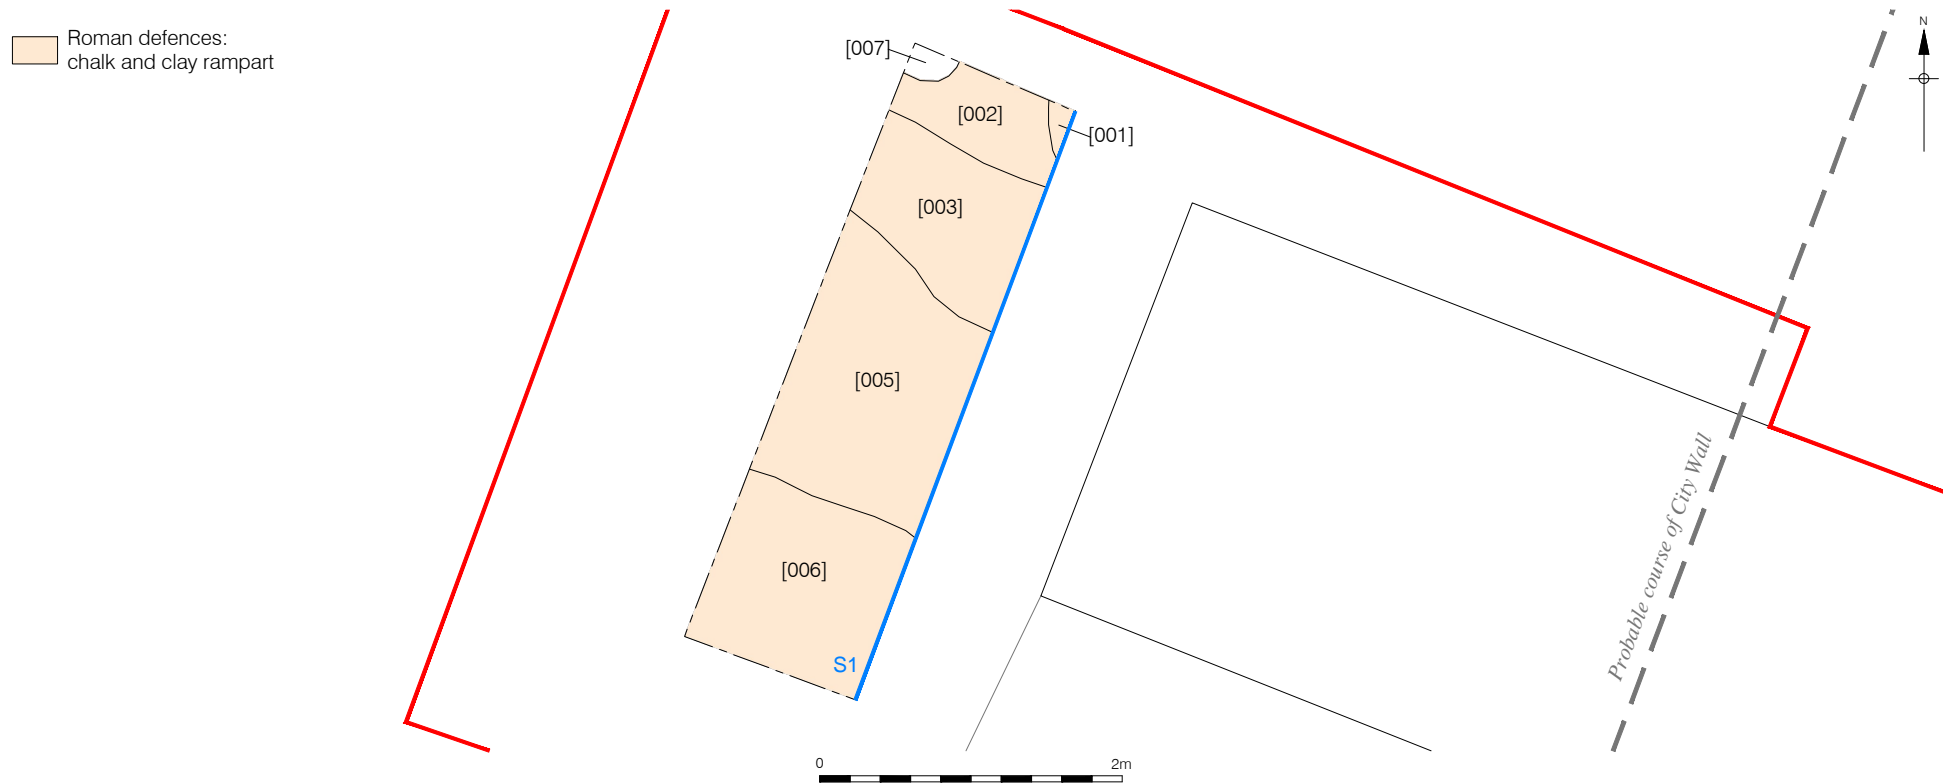 Roman defences:
chalk and clay rampart
N
[007]
[002]
[001]
[003]
[005]
[006]
S1
Probable course of City Wall
0 2m